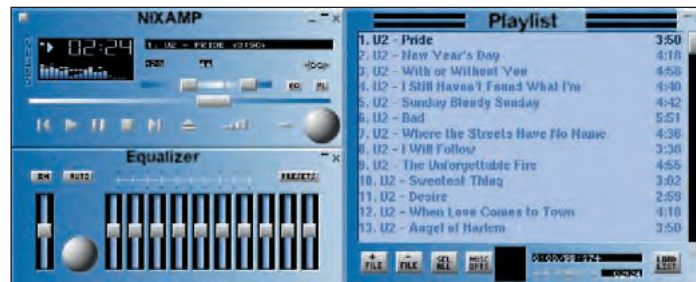 NIXAMP
02:24
1. U2 - PRIDE (3:50)
EQ
PL
Equalizer
ON
AUTO
PRESETS
Playlist
1. U2 - Pride 3:50
2. U2 - New Year's Day 4:18
3. U2 - With or Without You 4:58
4. U2 - I Still Haven't Found What I'm 4:40
5. U2 - Sunday Bloody Sunday 4:42
6. U2 - Bad 5:51
7. U2 - Where the Streets Have No Name 4:36
8. U2 - I Will Follow 3:38
9. U2 - The Unforgettable Fire 4:55
10. U2 - Sweetest Thing 3:02
11. U2 - Desire 2:59
12. U2 - When Love Comes to Town 4:18
13. U2 - Angel of Harlem 3:50
+ FILE
- FILE
SEL ALL
MISC OPTS
02:24
LOAD LIST